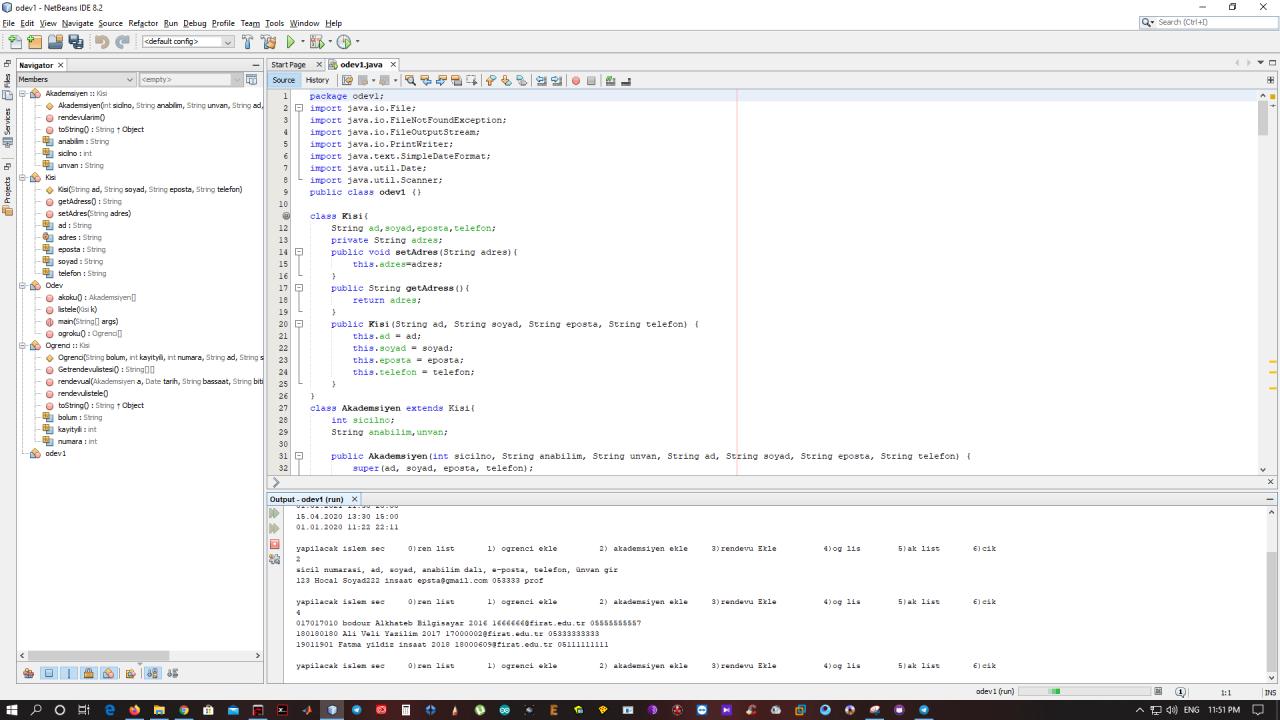 odev1 - NetBeans IDE 8.2
File Edit View Navigate Source Refactor Run Debug Profile Team Tools Window Help
Search (Ctrl+I)
<default config>
Navigator
Members
<empty>
Akademsiyen :: Kisi
Akademsiyen(int sicilno, String anabilim, String unvan, String ad,
rendevularim()
toString() : String ↑ Object
anabilim : String
sicilno : int
unvan : String
Kisi
Kisi(String ad, String soyad, String eposta, String telefon)
getAdress() : String
setAdres(String adres)
ad : String
adres : String
eposta : String
soyad : String
telefon : String
Odev
akoku() : Akademsiyen[]
listele(Kisi k)
main(String[] args)
ogroku() : Ogrenci[]
Ogrenci :: Kisi
Ogrenci(String bolum, int kayityili, int numara, String ad, String s
Getrendevulistesi() : String[][]
rendevual(Akademsiyen a, Date tarih, String bassaat, String biti
rendevulistele()
toString() : String ↑ Object
bolum : String
kayityili : int
numara : int
odev1
Files
Services
Projects
Start Page
odev1.java
Source
History
1 package odev1;
2 import java.io.File;
3 import java.io.FileNotFoundException;
4 import java.io.FileOutputStream;
5 import java.io.PrintWriter;
6 import java.text.SimpleDateFormat;
7 import java.util.Date;
8 import java.util.Scanner;
9 public class odev1 {}
10
class Kisi{
12 String ad,soyad,eposta,telefon;
13 private String adres;
14 public void setAdres(String adres){
15 this.adres=adres;
16 }
17 public String getAdress(){
18 return adres;
19 }
20 public Kisi(String ad, String soyad, String eposta, String telefon) {
21 this.ad = ad;
22 this.soyad = soyad;
23 this.eposta = eposta;
24 this.telefon = telefon;
25 }
26 }
27 class Akademsiyen extends Kisi{
28 int sicilno;
29 String anabilim,unvan;
30
31 public Akademsiyen(int sicilno, String anabilim, String unvan, String ad, String soyad, String eposta, String telefon) {
32 super(ad, soyad, eposta, telefon);
Output - odev1 (run)
15.04.2020 13:30 15:00
01.01.2020 11:22 22:11
yapilacak islem sec 0)ren list 1) ogrenci ekle 2) akademsiyen ekle 3)rendevu Ekle 4)og lis 5)ak list 6)cik
2
sicil numarasi, ad, soyad, anabilim dalı, e-posta, telefon, ünvan gir
123 Hocal Soyad222 insaat epsta@gmail.com 053333 prof
yapilacak islem sec 0)ren list 1) ogrenci ekle 2) akademsiyen ekle 3)rendevu Ekle 4)og lis 5)ak list 6)cik
4
017017010 bodour Alkhateb Bilgisayar 2016 1666666@firat.edu.tr 05555555557
180180180 Ali Veli Yazilim 2017 17000002@firat.edu.tr 05333333333
19011901 Fatma yildiz insaat 2018 18000609@firat.edu.tr 05111111111
yapilacak islem sec 0)ren list 1) ogrenci ekle 2) akademsiyen ekle 3)rendevu Ekle 4)og lis 5)ak list 6)cik
odev1 (run)
1:1
INS
11:51 PM